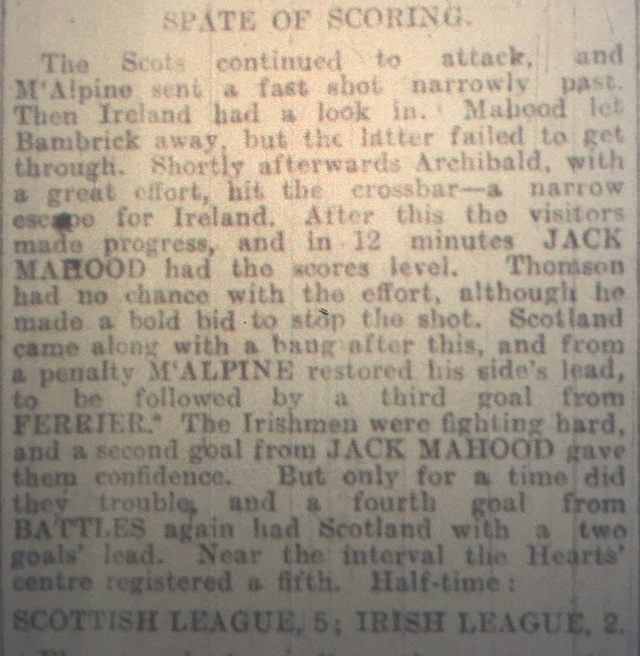 SPATE OF SCORING.
The Scots continued to attack, and
M'Alpine sent a fast shot narrowly past.
Then Ireland had a look in. Mahood let
Bambrick away, but the latter failed to get
through. Shortly afterwards Archibald, with
a great effort, hit the crossbar—a narrow
escape for Ireland. After this the visitors
made progress, and in 12 minutes JACK
MAHOOD had the scores level. Thomson
had no chance with the effort, although he
made a bold bid to stop the shot. Scotland
came along with a bang after this, and from
a penalty M'ALPINE restored his side's lead,
to be followed by a third goal from
FERRIER. The Irishmen were fighting hard,
and a second goal from JACK MAHOOD gave
them confidence. But only for a time did
they trouble, and a fourth goal from
BATTLES again had Scotland with a two
goals' lead. Near the interval the Hearts'
centre registered a fifth. Half-time:
SCOTTISH LEAGUE, 5; IRISH LEAGUE, 2.